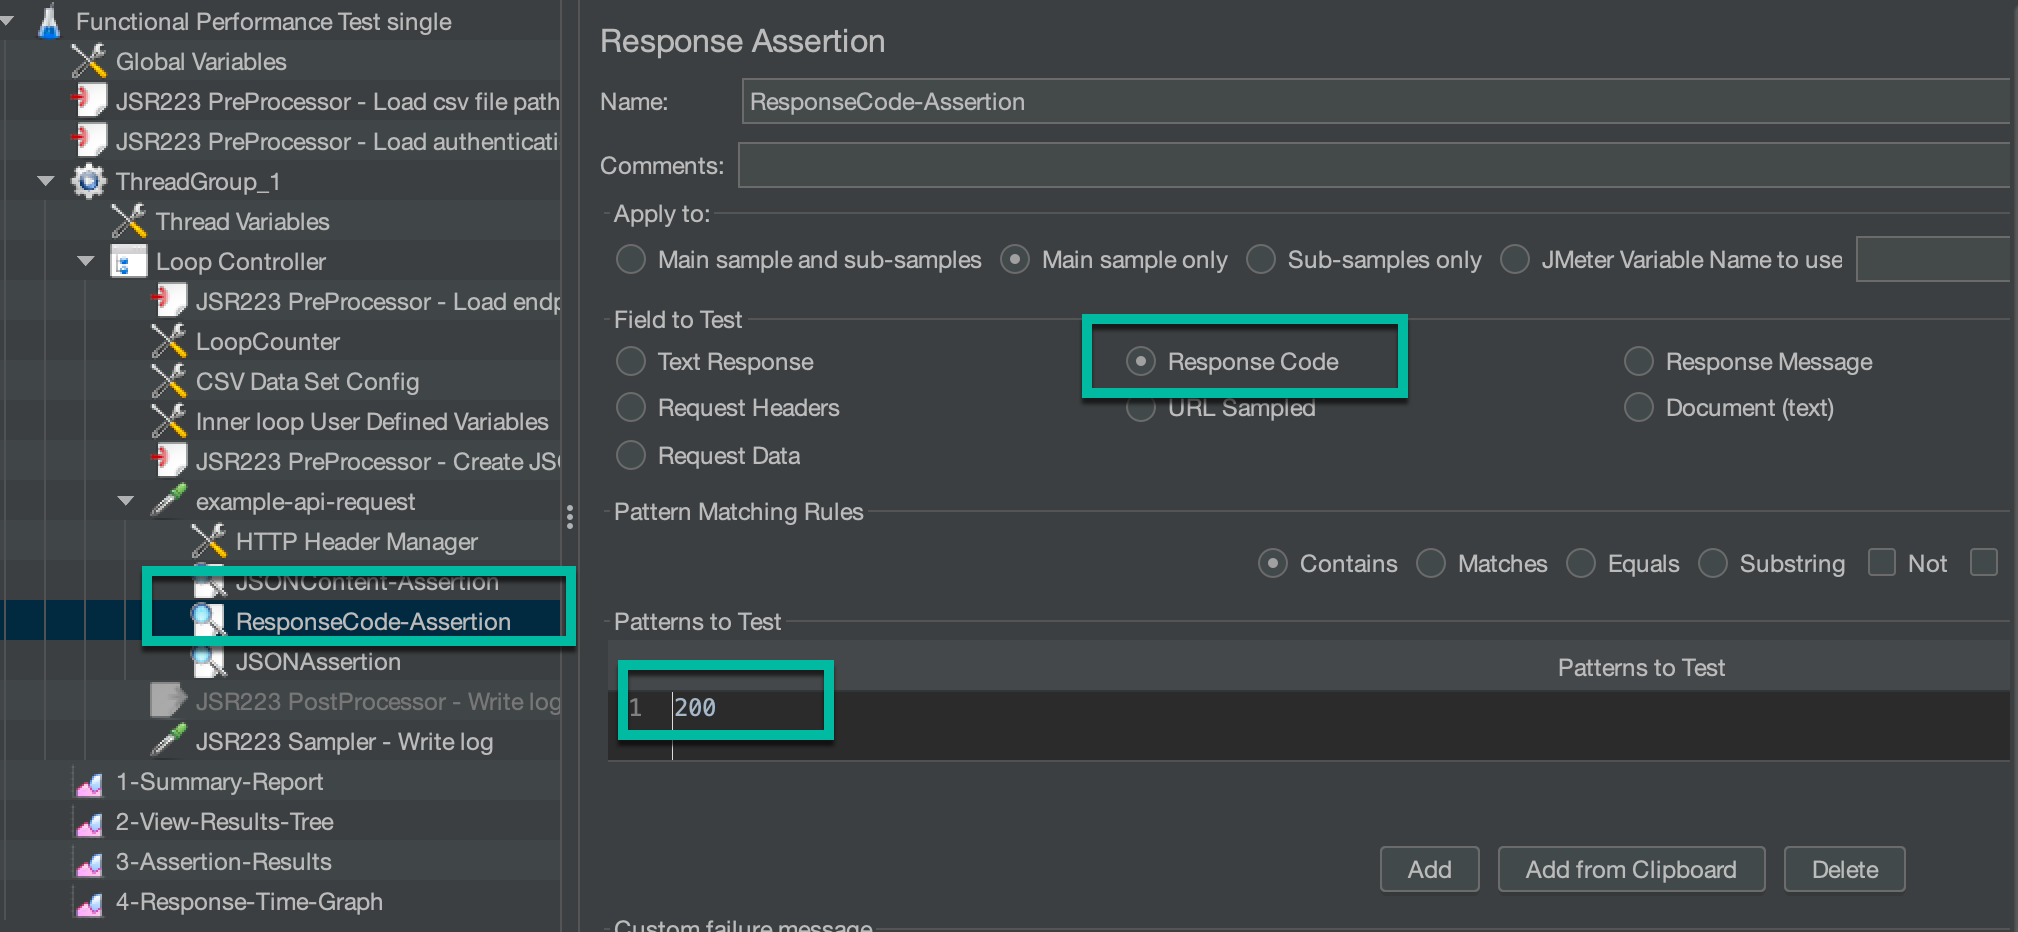 Functional Performance Test single
Global Variables
JSR223 PreProcessor - Load csv file path
JSR223 PreProcessor - Load authenticati
ThreadGroup_1
Thread Variables
Loop Controller
JSR223 PreProcessor - Load endp
LoopCounter
CSV Data Set Config
Inner loop User Defined Variables
JSR223 PreProcessor - Create JSO
example-api-request
HTTP Header Manager
JSONContent-Assertion
ResponseCode-Assertion
JSONAssertion
JSR223 PostProcessor - Write log
JSR223 Sampler - Write log
1-Summary-Report
2-View-Results-Tree
3-Assertion-Results
4-Response-Time-Graph
Response Assertion
Name: ResponseCode-Assertion
Comments:
Apply to:
Main sample and sub-samples Main sample only Sub-samples only JMeter Variable Name to use
Field to Test
Text Response Response Code Response Message
Request Headers URL Sampled Document (text)
Request Data
Pattern Matching Rules
Contains Matches Equals Substring Not
Patterns to Test
Patterns to Test
1 200
Add Add from Clipboard Delete
Custom failure message